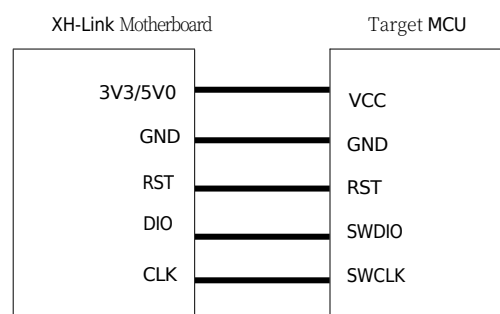 XH-Link Motherboard
Target MCU
3V3/5V0
VCC
GND
GND
RST
RST
DIO
SWDIO
CLK
SWCLK